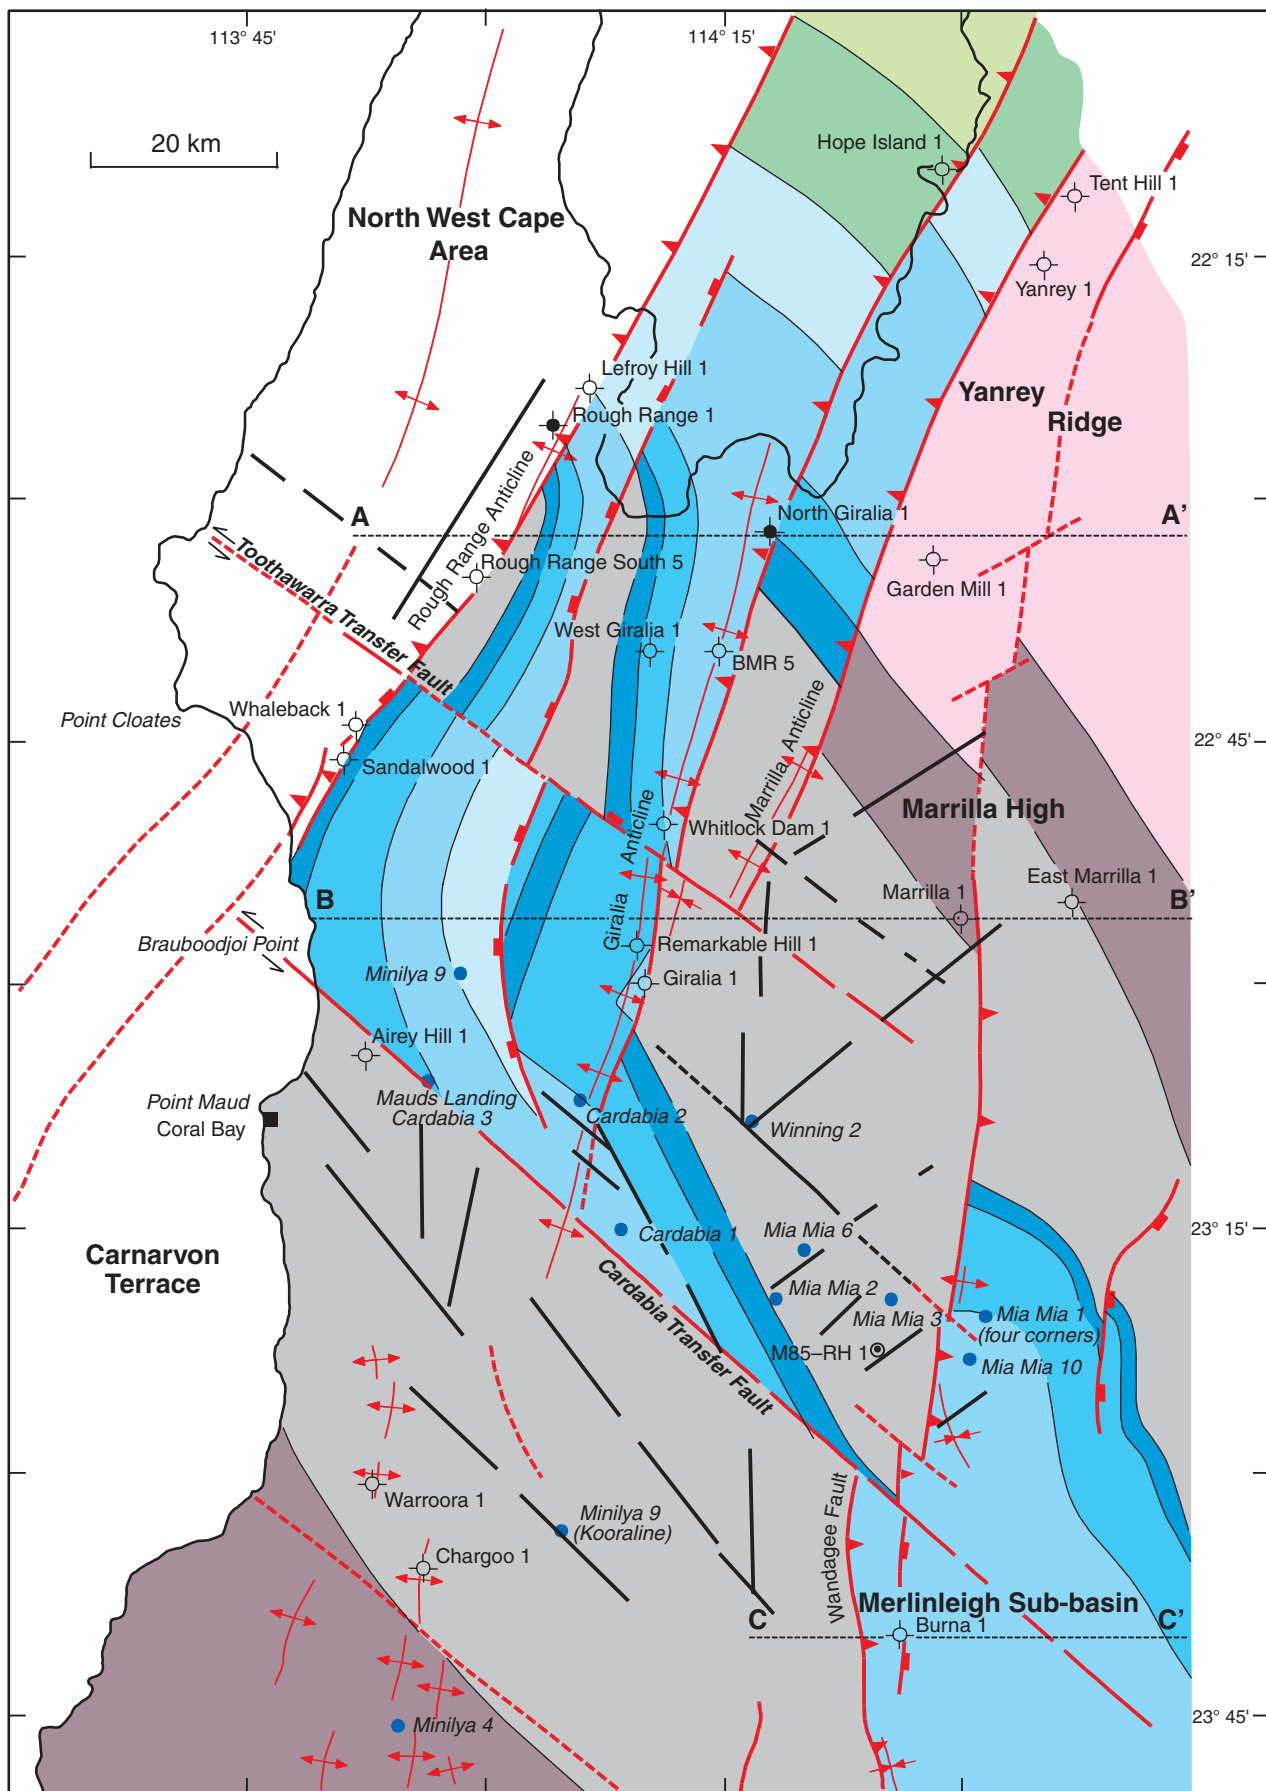 113° 45'
114° 15'
20 km
Hope Island 1
Tent Hill 1
North West Cape
Area
22° 15'
Yanrey 1
Lefroy Hill 1
Yanrey
Ridge
Rough Range 1
Rough Range Anticline
A
A'
North Giralia 1
Toothawarra Transfer Fault
Rough Range South 5
Garden Mill 1
West Giralia 1
BMR 5
Point Cloates
Whaleback 1
22° 45'
Sandalwood 1
Marrilla Anticline
Marrilla High
Giralia Anticline
Whitlock Dam 1
East Marrilla 1
Marrilla 1
B
B'
Brauboodjoi Point
Remarkable Hill 1
Minilya 9
Giralia 1
Airey Hill 1
Mauds Landing
Cardabia 3
Point Maud
Coral Bay
Cardabia 2
Winning 2
Carnarvon
Terrace
Cardabia 1
Mia Mia 6
23° 15'
Cardabia Transfer Fault
Mia Mia 2
Mia Mia 3
Mia Mia 1
(four corners)
M85–RH 1
Mia Mia 10
Warroora 1
Minilya 9
(Kooraline)
Wandagee Fault
Chargoo 1
Merlinleigh Sub-basin
C
C'
Burna 1
Minilya 4
23° 45'